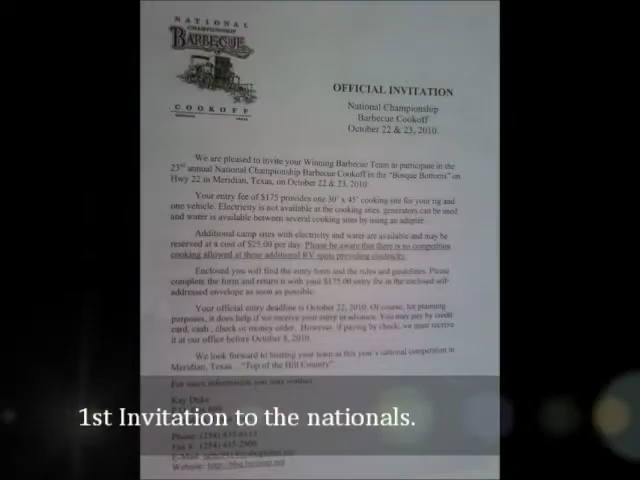 NATIONAL
CHAMPIONSHIP
BARBECUE
COOKOFF
OFFICIAL INVITATION
National Championship
Barbecue Cookoff
October 22 & 23, 2010
We are pleased to invite your Winning Barbecue Team to participate in the
23rd annual National Championship Barbecue Cookoff in the "Bosque Bottoms" on
Hwy 22 in Meridian, Texas, on October 22 & 23, 2010
Your entry fee of $175 provides one 30' x 45' cooking site for your rig and
one vehicle. Electricity is not available at the cooking sites, generators can be used
and water is available between several cooking sites by using an adapter.
Additional camp sites with electricity and water are available and may be
reserved at a cost of $25.00 per day. Please be aware that there is no competition
cooking allowed at these additional RV spots providing electricity.
Enclosed you will find the entry form and the rules and guidelines. Please
complete the form and return it with your $175.00 entry fee in the enclosed self-
addressed envelope as soon as possible.
Your official entry deadline is October 22, 2010. Of course, for planning
purposes, it does help if we receive your entry in advance. You may pay by credit
card, cash, check or money order. However, if paying by check, we must receive
it at our office before October 8, 2010.
We look forward to hosting your team at this year's national competition in
Meridian, Texas... "Top of the Hill Country".
For more information you may contact
Kay Duke
1st Invitation to the nationals.
Phone: (254)
Fax #: (254) 435-2506
E-Mail:
Website: